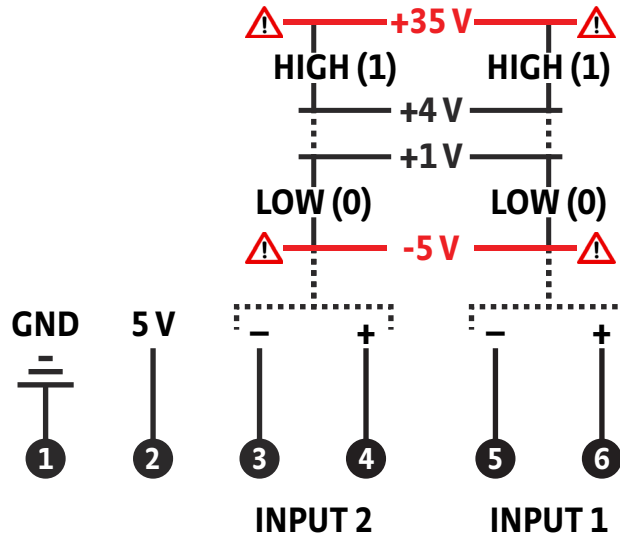 +35 V
HIGH (1) HIGH (1)
+4 V
+1 V
LOW (0) LOW (0)
-5 V
GND 5 V – + – +
1 2 3 4 5 6
INPUT 2 INPUT 1